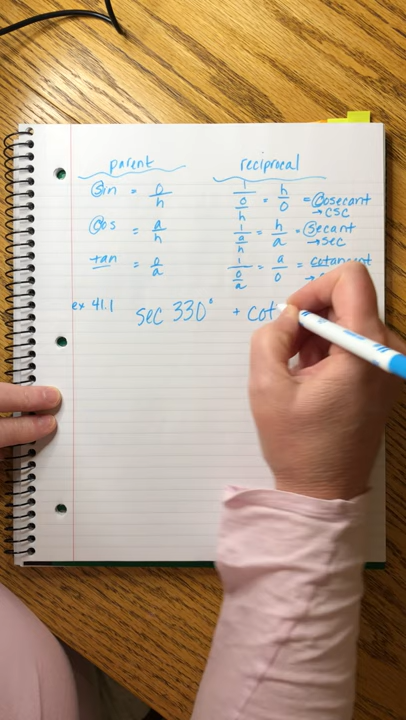 parent reciprocal
sin = o/h 1/(o/h) = h/o = cosecant
→ csc
cos = a/h 1/(a/h) = h/a = secant
→ sec
tan = o/a 1/(o/a) = a/o = cotangent
→
ex 41.1 sec 330° + cot